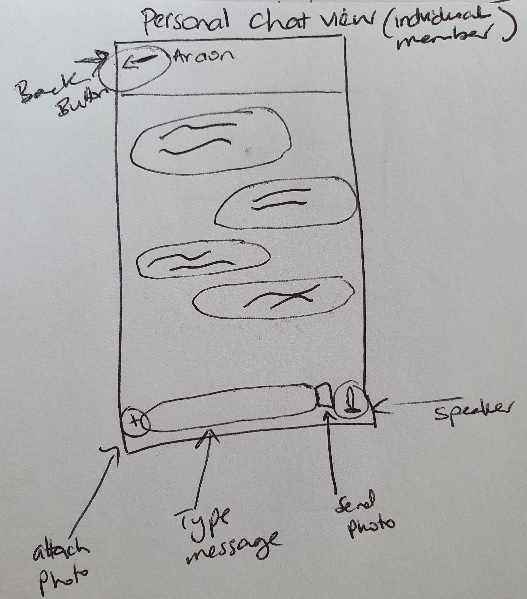 Personal chat view (individual
member)
Araon
Back
Button
speaker
Type
message
send
photo
attach
photo